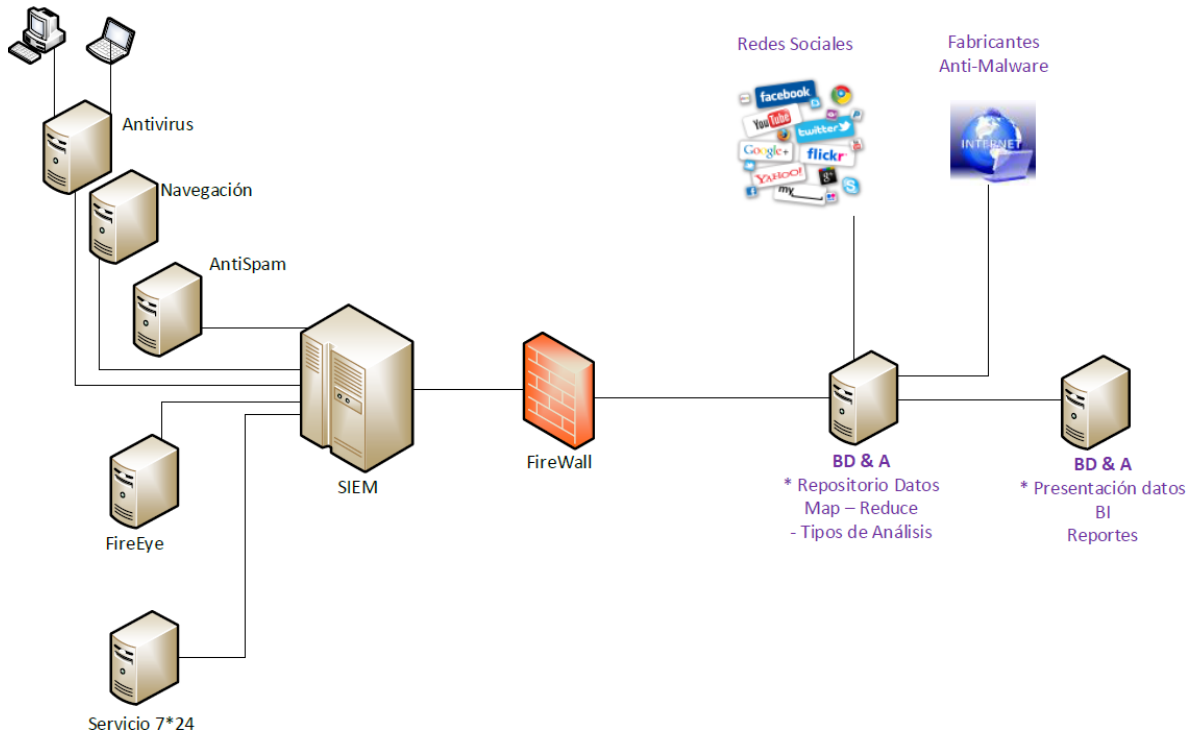 Redes Sociales
Fabricantes
Anti-Malware
facebook
YouTube
twitter
Google+
flickr
YAHOO!
my
INTERNET
Antivirus
Navegación
AntiSpam
SIEM
FireWall
FireEye
Servicio 7*24
BD & A
* Repositorio Datos
Map – Reduce
- Tipos de Análisis
BD & A
* Presentación datos
BI
Reportes